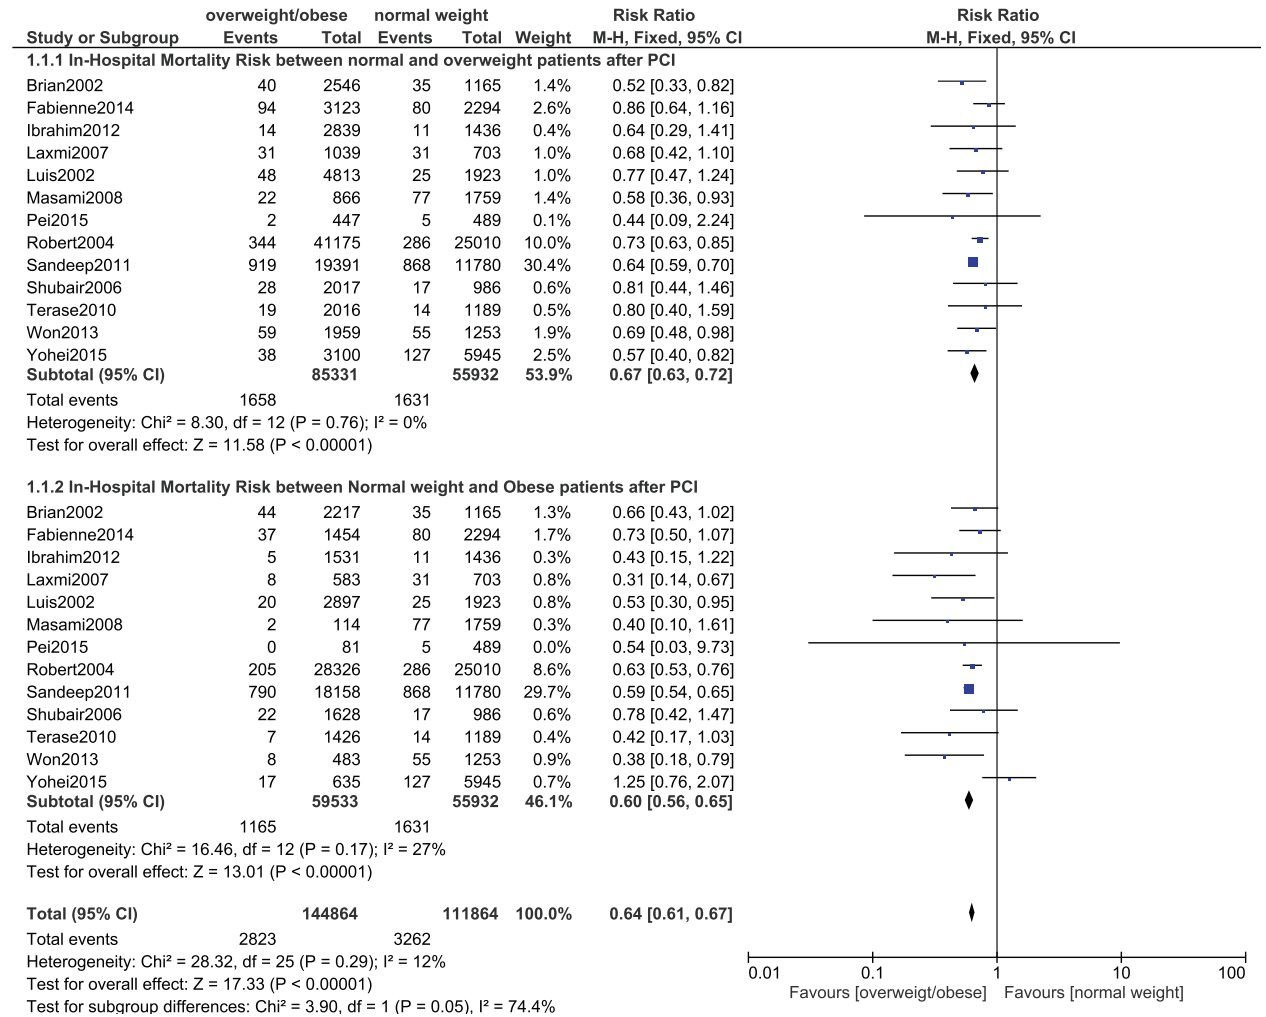 overweight/obese normal weight Risk Ratio Risk Ratio
Study or Subgroup Events Total Events Total Weight M-H, Fixed, 95% CI M-H, Fixed, 95% CI
1.1.1 In-Hospital Mortality Risk between normal and overweight patients after PCI
Brian2002 40 2546 35 1165 1.4% 0.52 [0.33, 0.82]
Fabienne2014 94 3123 80 2294 2.6% 0.86 [0.64, 1.16]
Ibrahim2012 14 2839 11 1436 0.4% 0.64 [0.29, 1.41]
Laxmi2007 31 1039 31 703 1.0% 0.68 [0.42, 1.10]
Luis2002 48 4813 25 1923 1.0% 0.77 [0.47, 1.24]
Masami2008 22 866 77 1759 1.4% 0.58 [0.36, 0.93]
Pei2015 2 447 5 489 0.1% 0.44 [0.09, 2.24]
Robert2004 344 41175 286 25010 10.0% 0.73 [0.63, 0.85]
Sandeep2011 919 19391 868 11780 30.4% 0.64 [0.59, 0.70]
Shubair2006 28 2017 17 986 0.6% 0.81 [0.44, 1.46]
Terase2010 19 2016 14 1189 0.5% 0.80 [0.40, 1.59]
Won2013 59 1959 55 1253 1.9% 0.69 [0.48, 0.98]
Yohei2015 38 3100 127 5945 2.5% 0.57 [0.40, 0.82]
Subtotal (95% CI) 85331 55932 53.9% 0.67 [0.63, 0.72]
Total events 1658 1631
Heterogeneity: Chi² = 8.30, df = 12 (P = 0.76); I² = 0%
Test for overall effect: Z = 11.58 (P < 0.00001)
1.1.2 In-Hospital Mortality Risk between Normal weight and Obese patients after PCI
Brian2002 44 2217 35 1165 1.3% 0.66 [0.43, 1.02]
Fabienne2014 37 1454 80 2294 1.7% 0.73 [0.50, 1.07]
Ibrahim2012 5 1531 11 1436 0.3% 0.43 [0.15, 1.22]
Laxmi2007 8 583 31 703 0.8% 0.31 [0.14, 0.67]
Luis2002 20 2897 25 1923 0.8% 0.53 [0.30, 0.95]
Masami2008 2 114 77 1759 0.3% 0.40 [0.10, 1.61]
Pei2015 0 81 5 489 0.0% 0.54 [0.03, 9.73]
Robert2004 205 28326 286 25010 8.6% 0.63 [0.53, 0.76]
Sandeep2011 790 18158 868 11780 29.7% 0.59 [0.54, 0.65]
Shubair2006 22 1628 17 986 0.6% 0.78 [0.42, 1.47]
Terase2010 7 1426 14 1189 0.4% 0.42 [0.17, 1.03]
Won2013 8 483 55 1253 0.9% 0.38 [0.18, 0.79]
Yohei2015 17 635 127 5945 0.7% 1.25 [0.76, 2.07]
Subtotal (95% CI) 59533 55932 46.1% 0.60 [0.56, 0.65]
Total events 1165 1631
Heterogeneity: Chi² = 16.46, df = 12 (P = 0.17); I² = 27%
Test for overall effect: Z = 13.01 (P < 0.00001)
Total (95% CI) 144864 111864 100.0% 0.64 [0.61, 0.67]
Total events 2823 3262
Heterogeneity: Chi² = 28.32, df = 25 (P = 0.29); I² = 12%
Test for overall effect: Z = 17.33 (P < 0.00001)
Test for subgroup differences: Chi² = 3.90, df = 1 (P = 0.05), I² = 74.4%
0.01 0.1 1 10 100
Favours [overweigt/obese] Favours [normal weight]